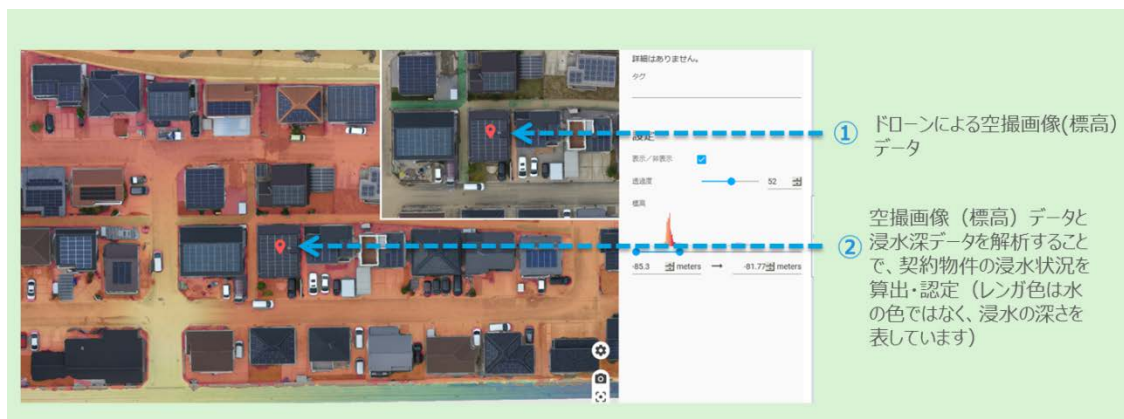 詳細はありません。
タグ
設定
表示／非表示
透過度
52
標高
-85.3 meters → -81.77 meters
① ドローンによる空撮画像(標高)
データ
② 空撮画像（標高）データと
浸水深データを解析すること
で、契約物件の浸水状況を
算出・認定（レンガ色は水
の色ではなく、浸水の深さを
表しています）